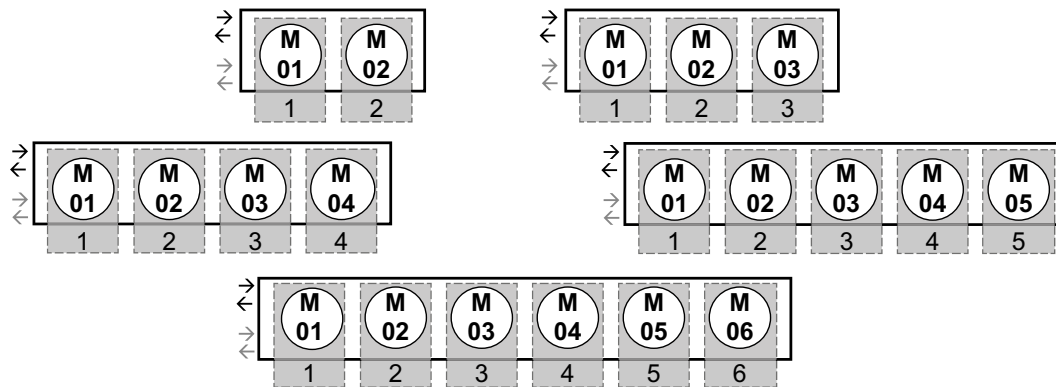 M M
01 02
1 2
M M M
01 02 03
1 2 3
M M M M
01 02 03 04
1 2 3 4
M M M M M
01 02 03 04 05
1 2 3 4 5
M M M M M M
01 02 03 04 05 06
1 2 3 4 5 6